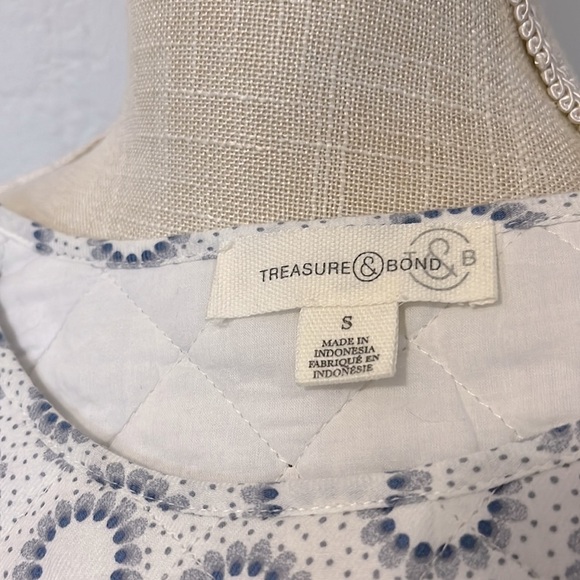 TREASURE & BOND
T & B
S
MADE IN
INDONESIA
FABRIQUÉ EN
INDONÉSIE